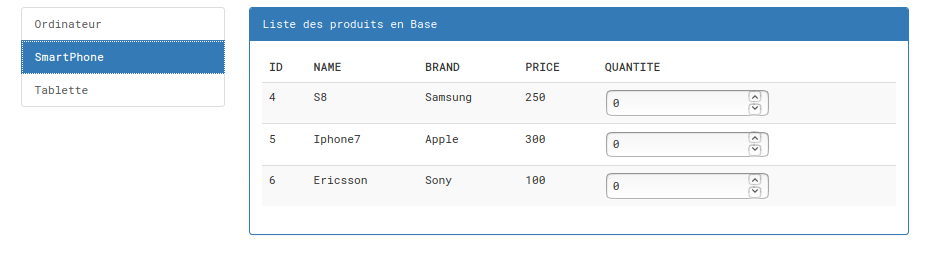 Ordinateur
SmartPhone
Tablette
Liste des produits en Base
ID NAME BRAND PRICE QUANTITE
4 S8 Samsung 250 0
5 Iphone7 Apple 300 0
6 Ericsson Sony 100 0